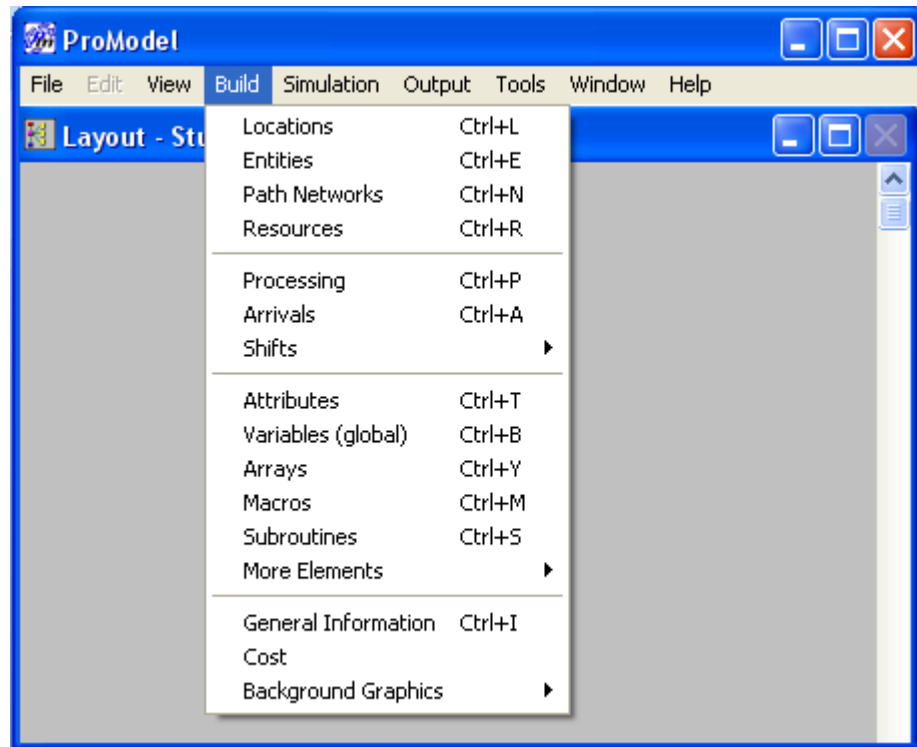 ProModel
File Edit View Build Simulation Output Tools Window Help
Layout - Stu
Locations Ctrl+L
Entities Ctrl+E
Path Networks Ctrl+N
Resources Ctrl+R
Processing Ctrl+P
Arrivals Ctrl+A
Shifts
Attributes Ctrl+T
Variables (global) Ctrl+B
Arrays Ctrl+Y
Macros Ctrl+M
Subroutines Ctrl+S
More Elements
General Information Ctrl+I
Cost
Background Graphics